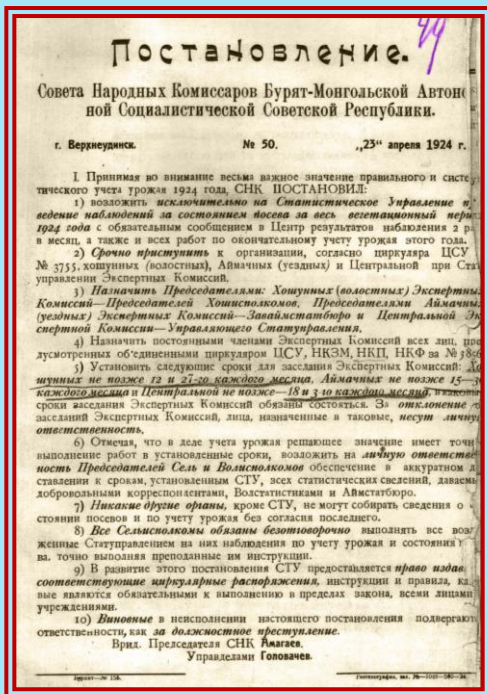 44
Постановление.
Совета Народных Комиссаров Бурят-Монгольской Автоно
ной Социалистической Советской Республики.
г. Верхнеудинск. № 50. „23" апреля 1924 г.
I. Принимая во внимание весьма важное значение правильного и систе
тического учета урожая 1924 года, СНК ПОСТАНОВИЛ:
1) возложить исключительно на Статистическое Управление п
ведение наблюдений за состоянием посева за весь вегетационный пери
1924 года с обязательным сообщением в Центр результатов наблюдения 2 ра
в месяц, а также и всех работ по окончательному учету урожая этого года.
2) Срочно приступить к организации, согласно циркуляра ЦСУ
№ 3755, хошунных (волостных), Аймачных (уездных) и Центральной при Ста
управлении Экспертных Комиссий.
3) Назначить Председателями: Хошунных (волостных) Экспертны
Комиссий—Председателей Хошисполкомов, Председателями Аймачны
(уездных) Экспертных Комиссий—Заваймстатбюро и Центральной Эк
спертной Комиссии—Управляющего Статуправления.
4) Назначить постоянными членами Экспертных Комиссий всех лиц, пре
дусмотренных об'единенными циркуляром ЦСУ, НКЗМ, НКП, НКФ за №
5) Установить следующие сроки для заседания Экспертных Комиссий: Хо
шунных не позже 12 и 27-го каждого месяца, Аймачных не позже 15—
каждого месяца и Центральной не позже—18 и 3-го каждого месяца, в каковые
сроки заседания Экспертных Комиссий обязаны состояться. За отклонение
заседаний Экспертных Комиссий, лица, назначенные в таковые, несут личную
ответственность.
6) Отмечая, что в деле учета урожая решающее значение имеет точн
выполнение работ в установленные сроки, возложить на личную ответстве
ность Председателей Сель и Волисполкомов обеспечение в аккуратном д
ставлении к срокам, установленным СТУ, всех статистических сведений, даваемы
добровольными корреспондентами, Волстатистиками и Аймстатбюро.
7) Никакие другие органы, кроме СТУ, не могут собирать сведения о
стоянии посевов и по учету урожая без согласия последнего.
8) Все Сельисполкомы обязаны безоговорочно выполнять все воз
женные Статуправлением на них наблюдения по учету урожая и состояния
ва, точно выполняя преподанные им инструкции.
9) В развитие этого постановления СТУ предоставляется право издав
соответствующие циркулярные распоряжения, инструкции и правила, ка
вые являются обязательными к выполнению в пределах закона, всеми лицами
учреждениями.
10) Виновные в неисполнении настоящего постановления подвергают
ответственности, как за должностное преступление.
Врид. Председателя СНК Амагаев.
Управделами Головачев.